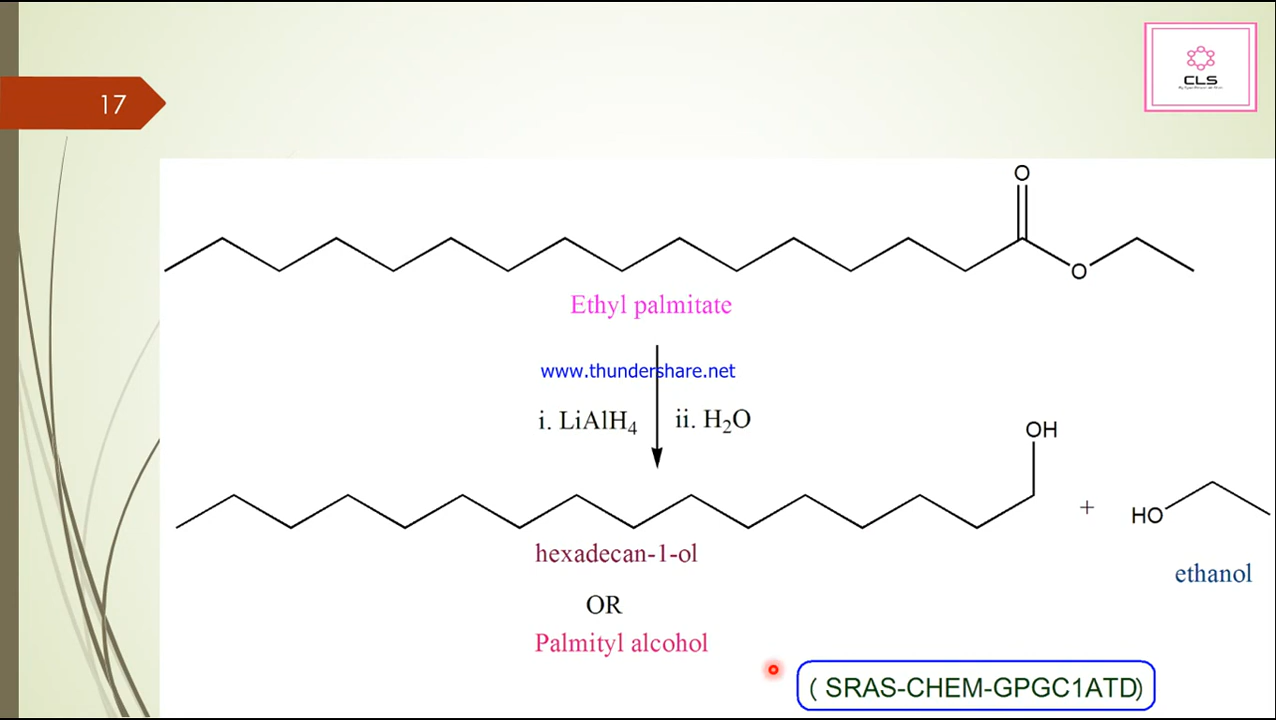 17
CLS
O
O
Ethyl palmitate
www.thundershare.net
i. LiAlH₄ ii. H₂O
OH
+
HO
hexadecan-1-ol
ethanol
OR
Palmityl alcohol
( SRAS-CHEM-GPGC1ATD)